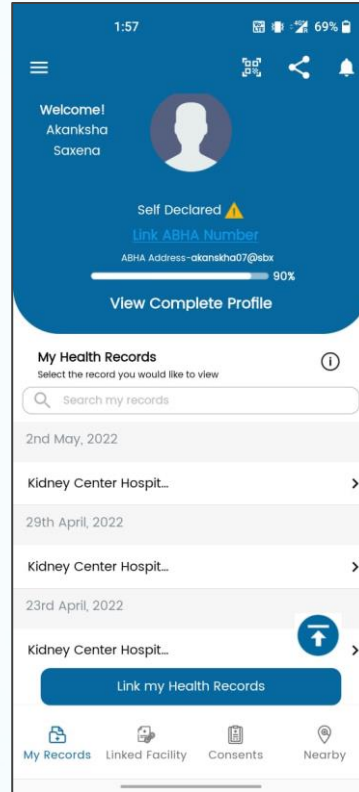 1:57
69%
Welcome!
Akanksha
Saxena
Self Declared
Link ABHA Number
ABHA Address-akanskha07@sbx
90%
View Complete Profile
My Health Records
Select the record you would like to view
Search my records
2nd May, 2022
Kidney Center Hospit...
29th April, 2022
Kidney Center Hospit...
23rd April, 2022
Kidney Center Hospit...
Link my Health Records
My Records Linked Facility Consents Nearby